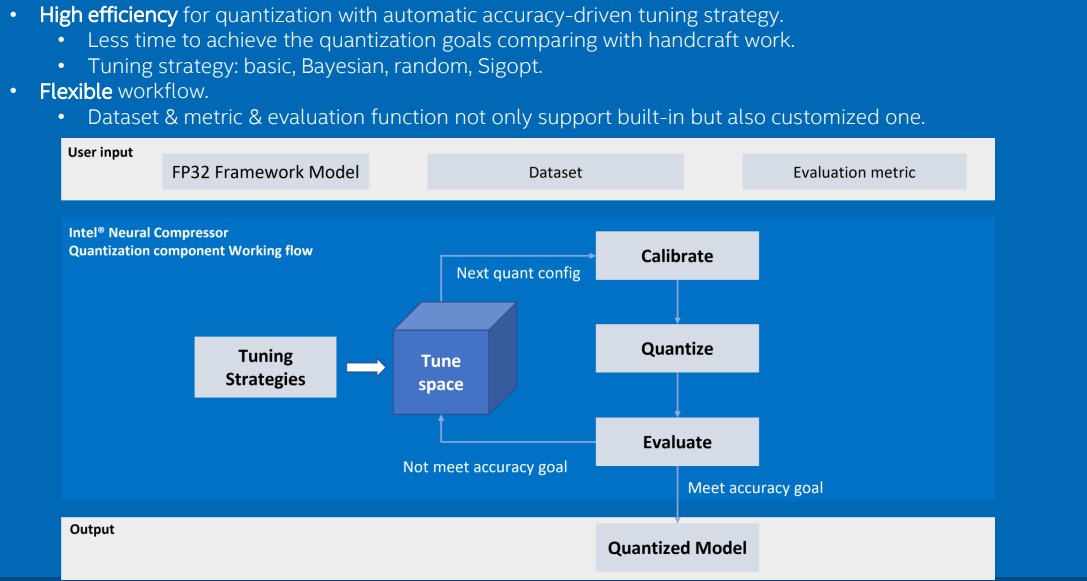 • High efficiency for quantization with automatic accuracy-driven tuning strategy.
• Less time to achieve the quantization goals comparing with handcraft work.
• Tuning strategy: basic, Bayesian, random, Sigopt.
• Flexible workflow.
• Dataset & metric & evaluation function not only support built-in but also customized one.
User input
FP32 Framework Model
Dataset
Evaluation metric
Intel® Neural Compressor
Quantization component Working flow
Next quant config
Calibrate
Tuning
Strategies
Tune
space
Quantize
Evaluate
Not meet accuracy goal
Meet accuracy goal
Output
Quantized Model